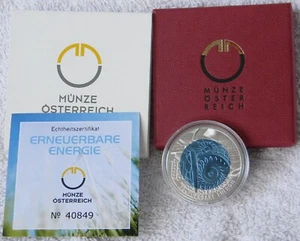 MÜNZE
ÖSTERREICH
MÜNZE
ÖSTER
REICH
Echtheitszertifikat
ERNEUERBARE
ENERGIE
MÜNZE
ÖSTERREICH
№ 40849